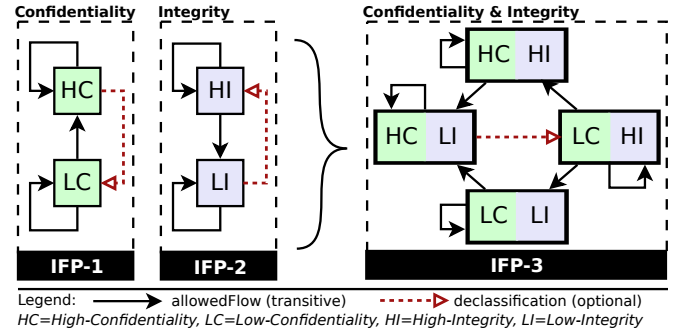 Confidentiality
Integrity
Confidentiality & Integrity
HC
LC
IFP-1
HI
LI
IFP-2
HC HI
HC LI
LC HI
LC LI
IFP-3
Legend: allowedFlow (transitive) declassification (optional)
HC=High-Confidentiality, LC=Low-Confidentiality, HI=High-Integrity, LI=Low-Integrity